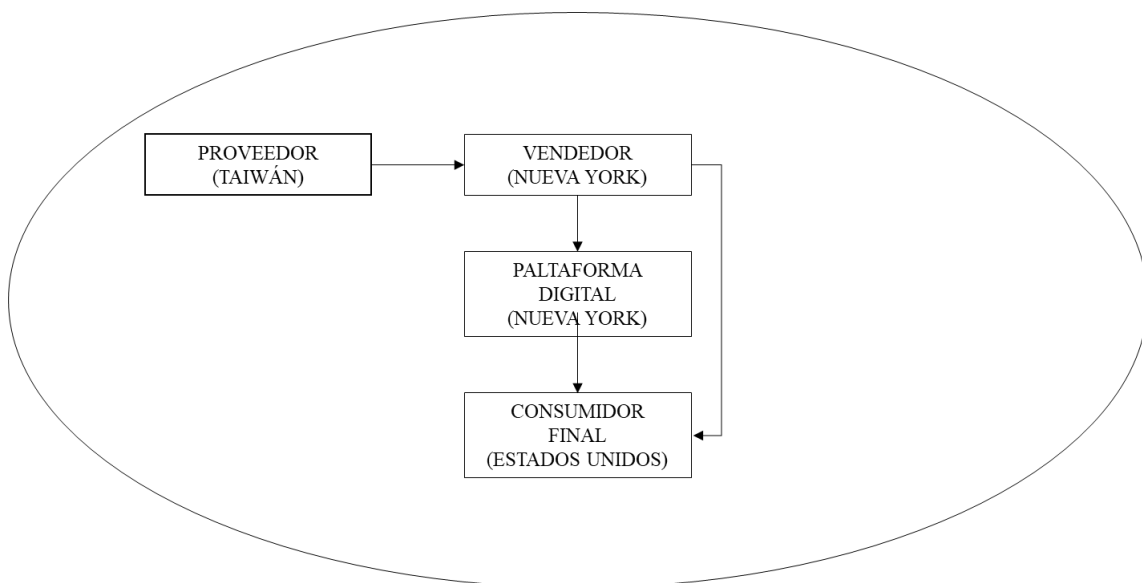 PROVEEDOR
(TAIWÁN)
VENDEDOR
(NUEVA YORK)
PALTAFORMA
DIGITAL
(NUEVA YORK)
CONSUMIDOR
FINAL
(ESTADOS UNIDOS)